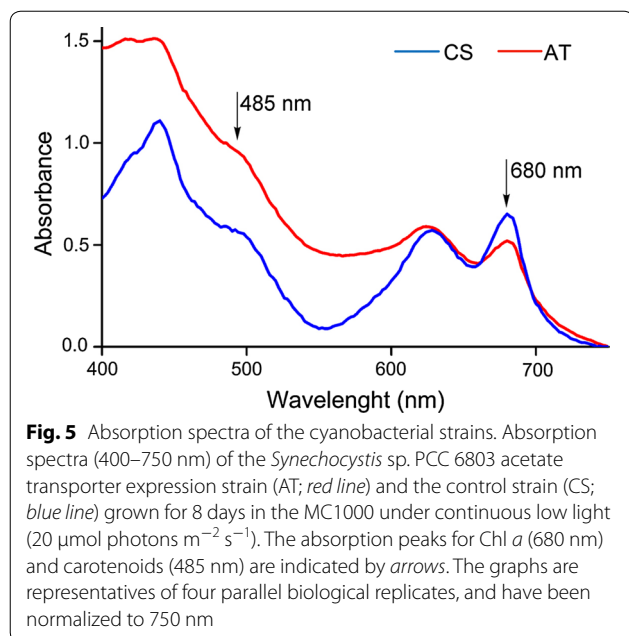 1.5
CS
AT
485 nm
1.0
680 nm
Absorbance
0.5
0.0
400
500
600
700
Wavelenght (nm)
Fig. 5 Absorption spectra of the cyanobacterial strains. Absorption
spectra (400–750 nm) of the Synechocystis sp. PCC 6803 acetate
transporter expression strain (AT; red line) and the control strain (CS;
blue line) grown for 8 days in the MC1000 under continuous low light
(20 μmol photons m⁻² s⁻¹). The absorption peaks for Chl a (680 nm)
and carotenoids (485 nm) are indicated by arrows. The graphs are
representatives of four parallel biological replicates, and have been
normalized to 750 nm